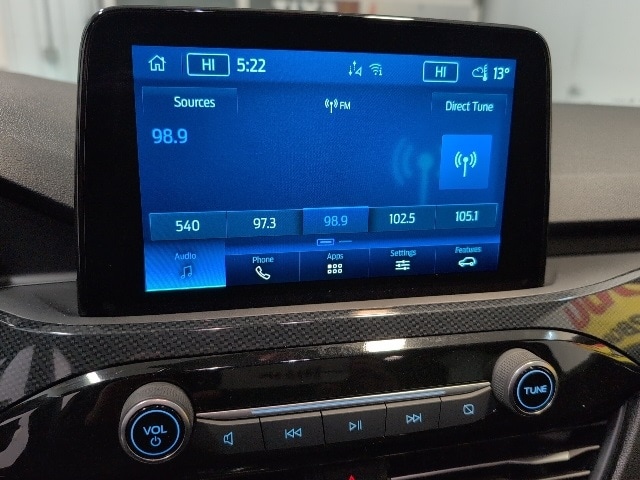 HI 5:22 HI 13°
Sources FM Direct Tune
98.9
540 97.3 98.9 102.5 105.1
Audio Phone Apps Settings Features
VOL TUNE